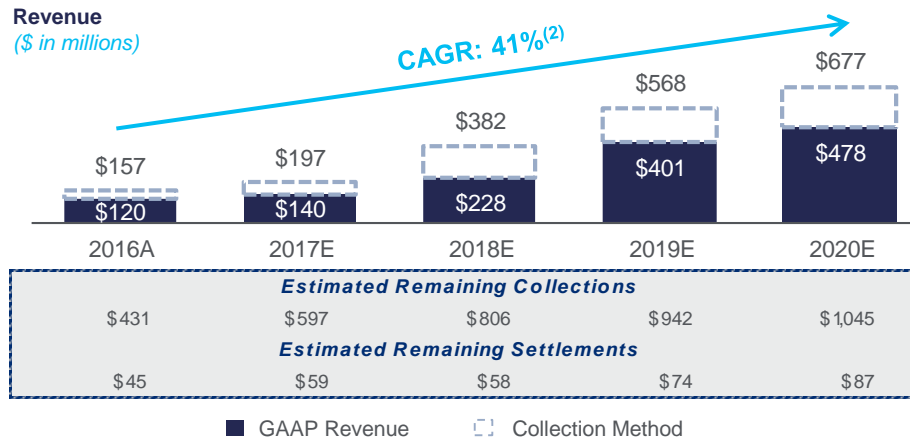 Revenue
($ in millions)
CAGR: 41%(2)
$157 $197 $382 $568 $677
$120 $140 $228 $401 $478
2016A 2017E 2018E 2019E 2020E
Estimated Remaining Collections
$431 $597 $806 $942 $1,045
Estimated Remaining Settlements
$45 $59 $58 $74 $87
GAAP Revenue Collection Method